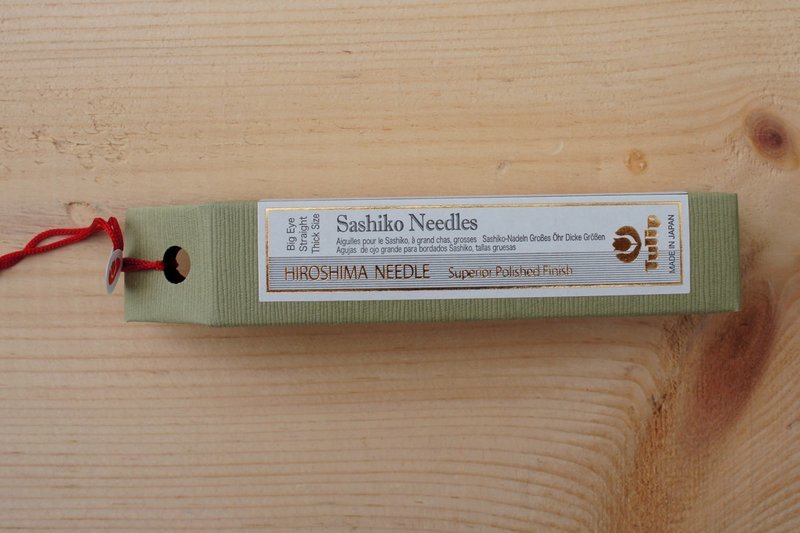 Big Eye
Straight
Thick Size
Sashiko Needles
Aiguilles pour le Sashiko, à grand chas, grosses Sashiko-Nadeln Großes Öhr Dicke Größen
Agujas de ojo grande para bordados Sashiko, tallas gruesas
HIROSHIMA NEEDLE Superior Polished Finish
Tulip
MADE IN JAPAN